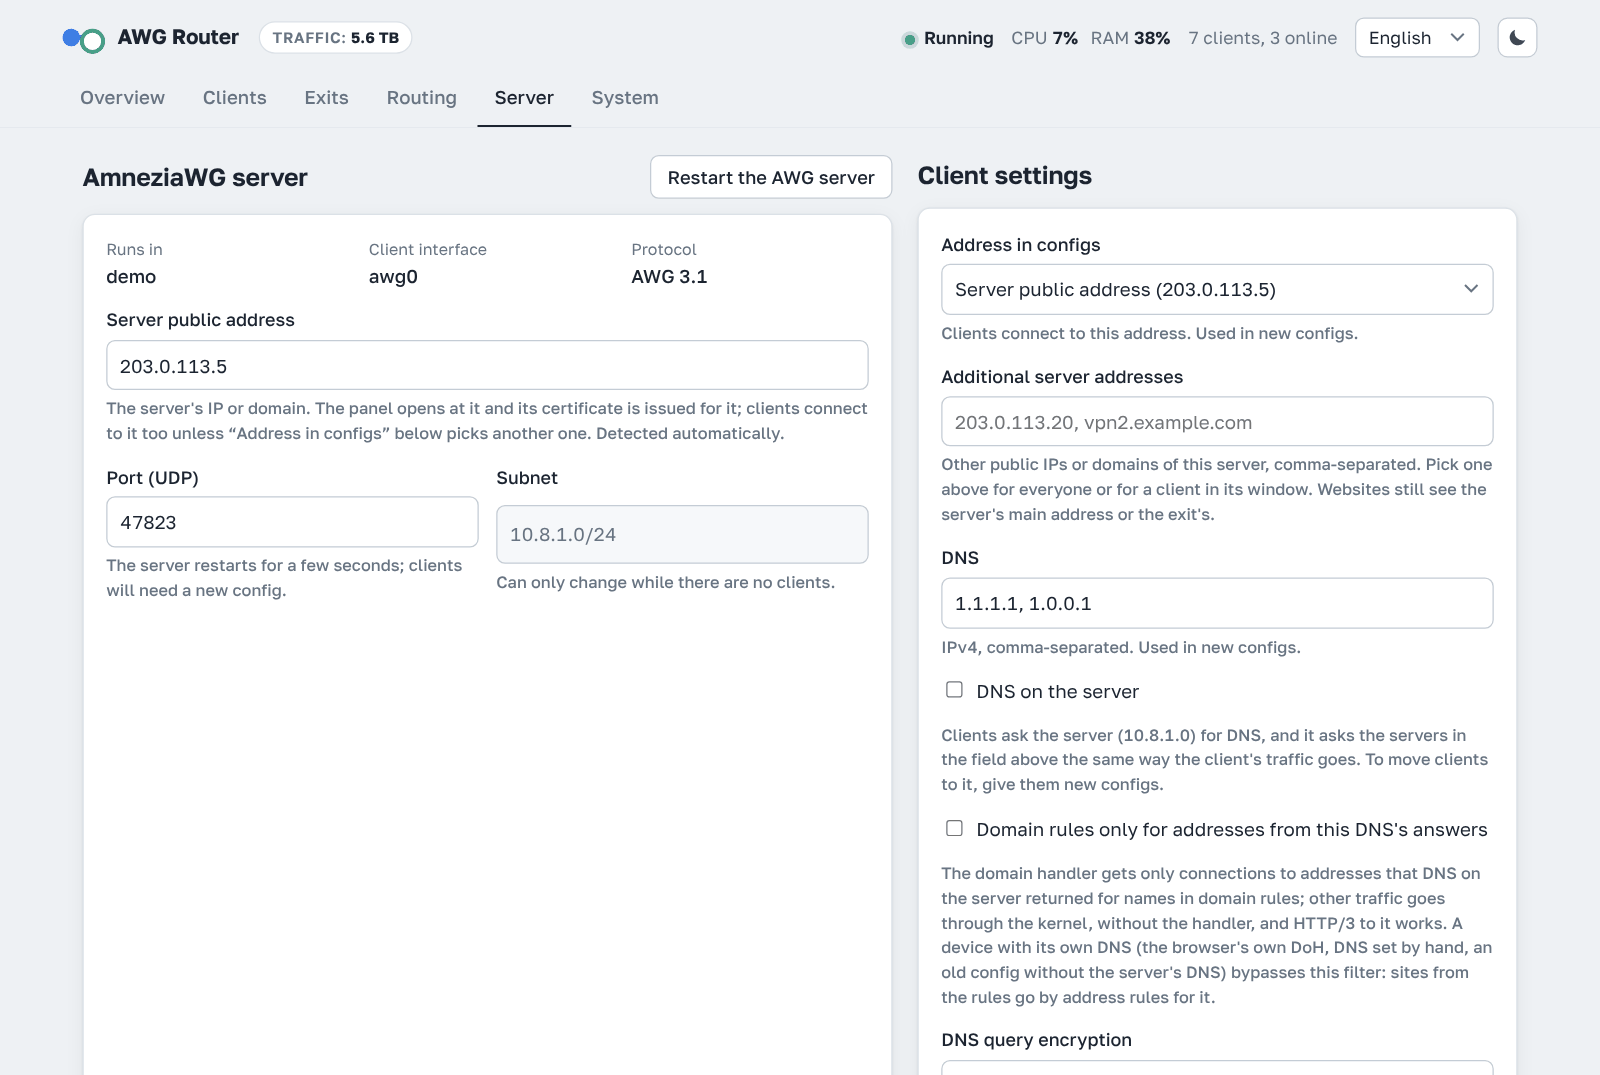 AWG Router
TRAFFIC: 5.6 TB
Running
CPU 7%
RAM 38%
7 clients, 3 online
English
Overview
Clients
Exits
Routing
Server
System
AmneziaWG server
Restart the AWG server
Runs in
demo
Client interface
awg0
Protocol
AWG 3.1
Server public address
203.0.113.5
The server's IP or domain. The panel opens at it and its certificate is issued for it; clients connect
to it too unless “Address in configs” below picks another one. Detected automatically.
Port (UDP)
47823
The server restarts for a few seconds; clients
will need a new config.
Subnet
10.8.1.0/24
Can only change while there are no clients.
Client settings
Address in configs
Server public address (203.0.113.5)
Clients connect to this address. Used in new configs.
Additional server addresses
203.0.113.20, vpn2.example.com
Other public IPs or domains of this server, comma-separated. Pick one
above for everyone or for a client in its window. Websites still see the
server's main address or the exit's.
DNS
1.1.1.1, 1.0.0.1
IPv4, comma-separated. Used in new configs.
DNS on the server
Clients ask the server (10.8.1.0) for DNS, and it asks the servers in
the field above the same way the client's traffic goes. To move clients
to it, give them new configs.
Domain rules only for addresses from this DNS's answers
The domain handler gets only connections to addresses that DNS on
the server returned for names in domain rules; other traffic goes
through the kernel, without the handler, and HTTP/3 to it works. A
device with its own DNS (the browser's own DoH, DNS set by hand, an
old config without the server's DNS) bypasses this filter: sites from
the rules go by address rules for it.
DNS query encryption